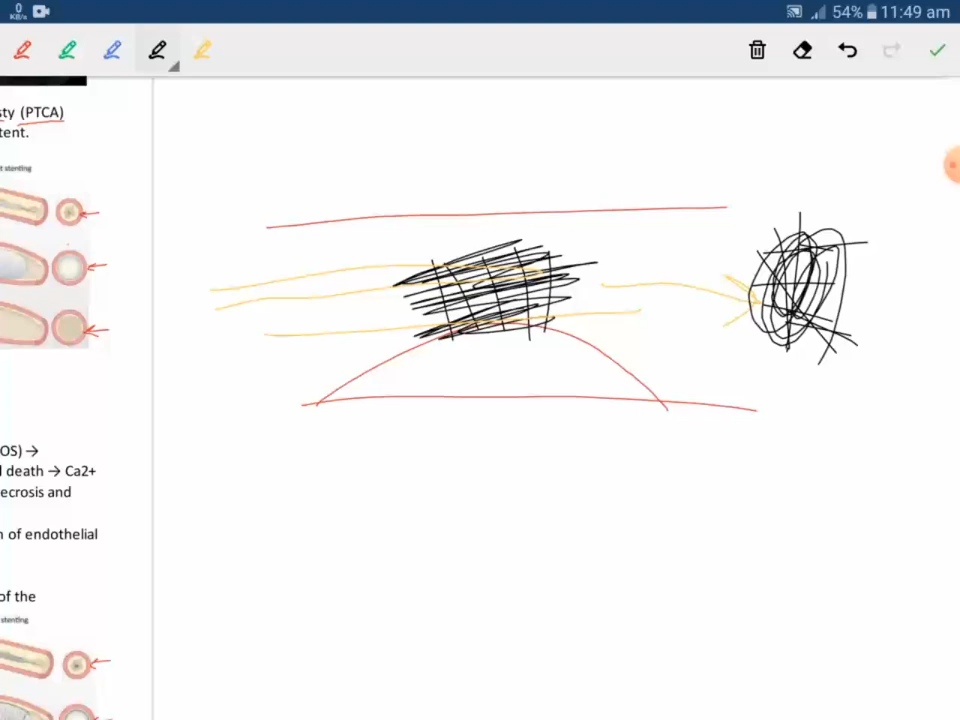 0
KB/s
54% 11:49 am
sty (PTCA)
tent.
t stenting
OS) →
l death → Ca2+
ecrosis and
n of endothelial
of the
stenting